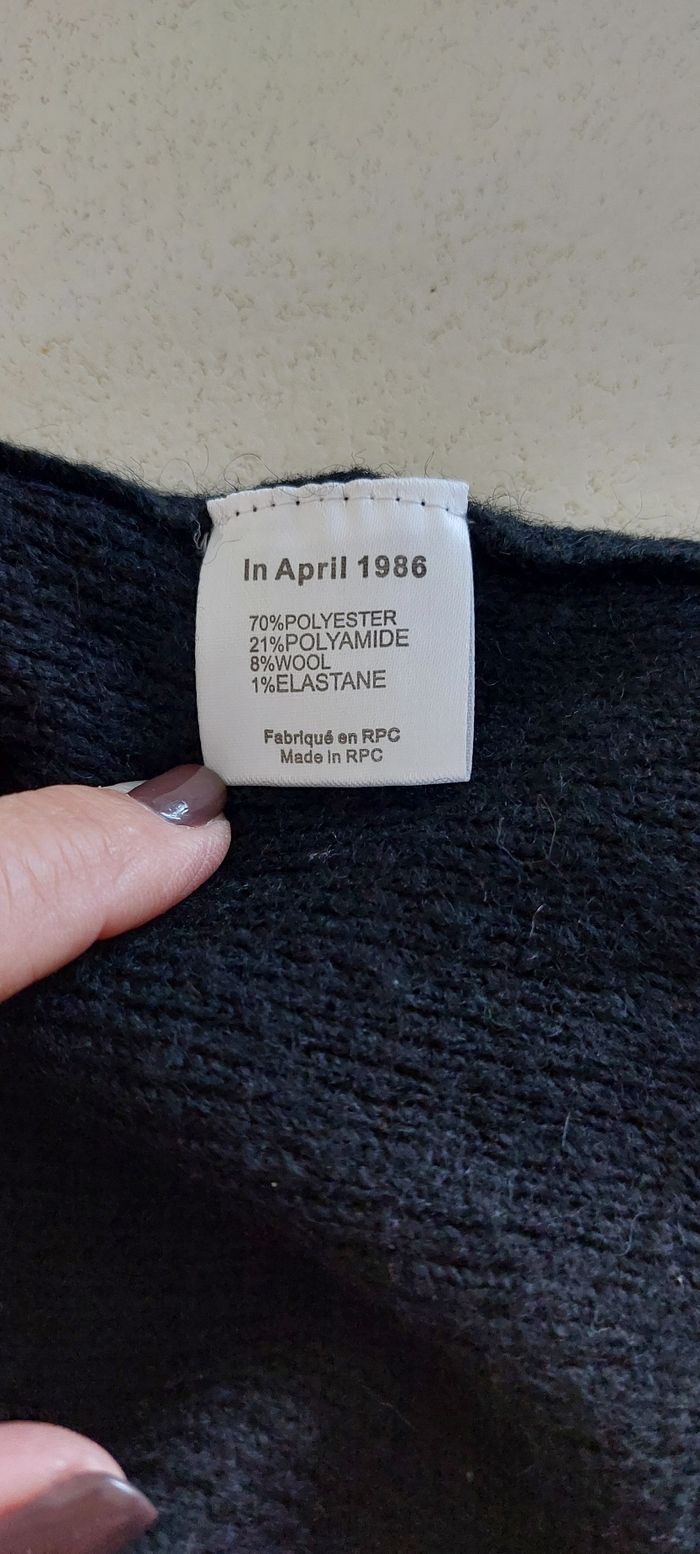 In April 1986
70%POLYESTER
21%POLYAMIDE
8%WOOL
1%ELASTANE
Fabriqué en RPC
Made in RPC